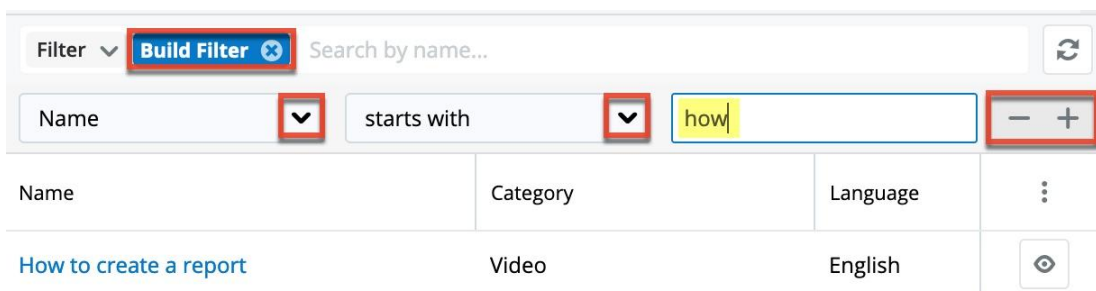 Filter Build Filter Search by name...
Name starts with how
Name Category Language
How to create a report Video English